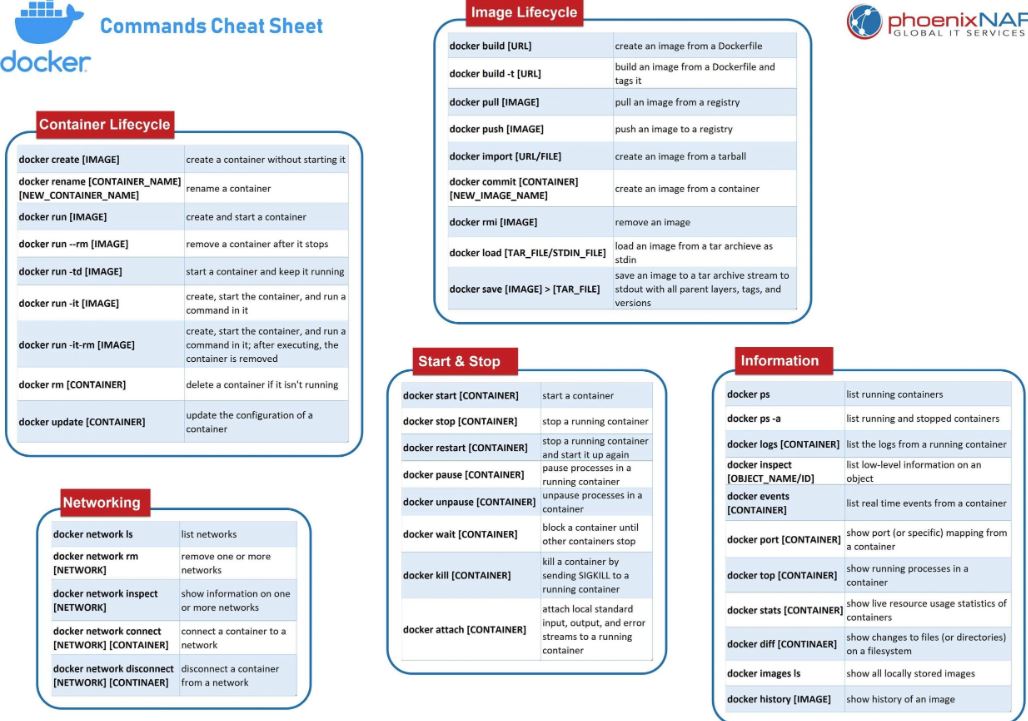 docker
Commands Cheat Sheet
phoenixNAP
GLOBAL IT SERVICES
Image Lifecycle
docker build [URL] create an image from a Dockerfile
docker build -t [URL] build an image from a Dockerfile and
tags it
docker pull [IMAGE] pull an image from a registry
docker push [IMAGE] push an image to a registry
docker import [URL/FILE] create an image from a tarball
docker commit [CONTAINER]
[NEW_IMAGE_NAME] create an image from a container
docker rmi [IMAGE] remove an image
docker load [TAR_FILE/STDIN_FILE] load an image from a tar archieve as
stdin
docker save [IMAGE] > [TAR_FILE] save an image to a tar archive stream to
stdout with all parent layers, tags, and
versions
Container Lifecycle
docker create [IMAGE] create a container without starting it
docker rename [CONTAINER_NAME]
[NEW_CONTAINER_NAME] rename a container
docker run [IMAGE] create and start a container
docker run --rm [IMAGE] remove a container after it stops
docker run -td [IMAGE] start a container and keep it running
docker run -it [IMAGE] create, start the container, and run a
command in it
docker run -it-rm [IMAGE] create, start the container, and run a
command in it; after executing, the
container is removed
docker rm [CONTAINER] delete a container if it isn't running
docker update [CONTAINER] update the configuration of a
container
Start & Stop
docker start [CONTAINER] start a container
docker stop [CONTAINER] stop a running container
docker restart [CONTAINER] stop a running container
and start it up again
docker pause [CONTAINER] pause processes in a
running container
docker unpause [CONTAINER] unpause processes in a
container
docker wait [CONTAINER] block a container until
other containers stop
docker kill [CONTAINER] kill a container by
sending SIGKILL to a
running container
docker attach [CONTAINER] attach local standard
input, output, and error
streams to a running
container
Information
docker ps list running containers
docker ps -a list running and stopped containers
docker logs [CONTAINER] list the logs from a running container
docker inspect
[OBJECT_NAME/ID] list low-level information on an
object
docker events
[CONTAINER] list real time events from a container
docker port [CONTAINER] show port (or specific) mapping from
a container
docker top [CONTAINER] show running processes in a
container
docker stats [CONTAINER] show live resource usage statistics of
containers
docker diff [CONTINAER] show changes to files (or directories)
on a filesystem
docker images ls show all locally stored images
docker history [IMAGE] show history of an image
Networking
docker network ls list networks
docker network rm
[NETWORK] remove one or more
networks
docker network inspect
[NETWORK] show information on one
or more networks
docker network connect
[NETWORK] [CONTAINER] connect a container to a
network
docker network disconnect
[NETWORK] [CONTINAER] disconnect a container
from a network